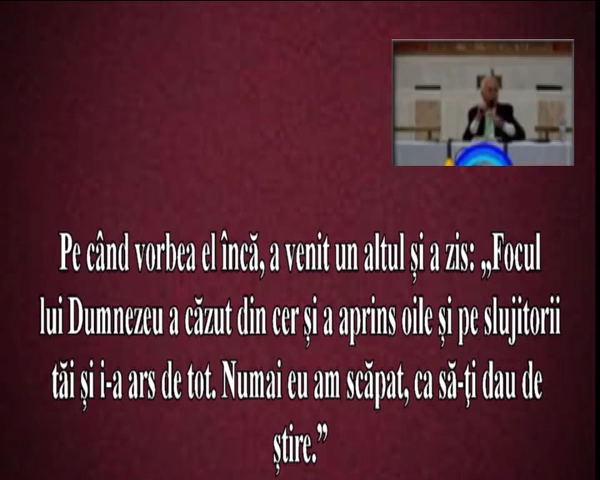 Pe când vorbea el încă, a venit un altul și a zis: „Focul
lui Dumnezeu a căzut din cer și a aprins oile și pe slujitorii
tăi și i-a ars de tot. Numai eu am scăpat, ca să-ți dau de
știre.”